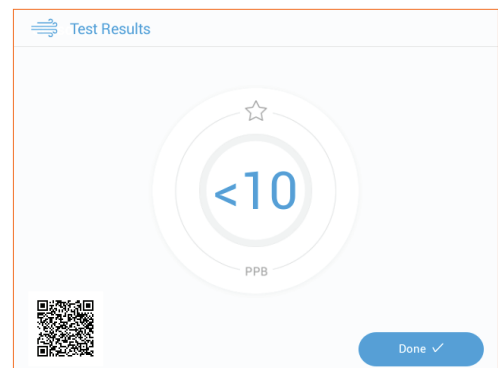 Test Results
<10
PPB
Done ✓